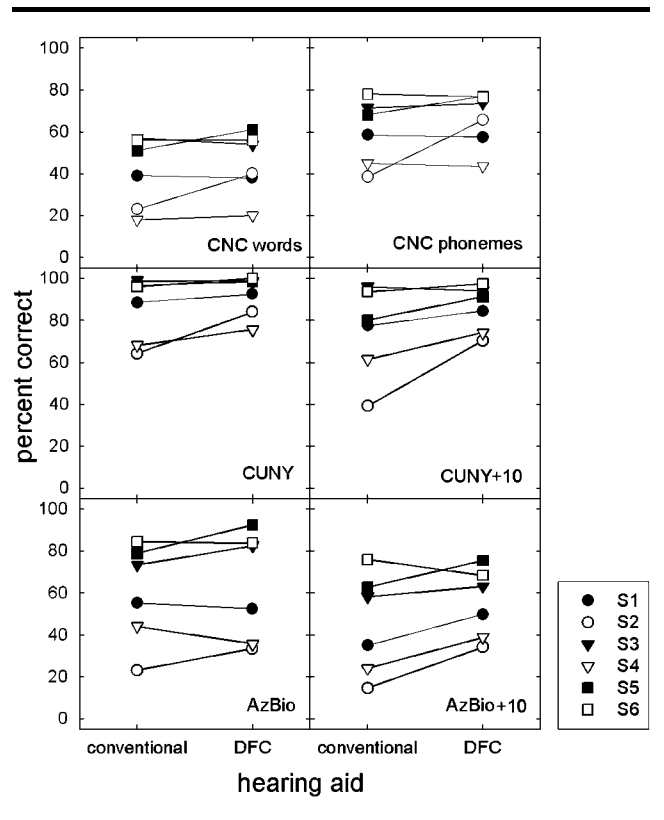 100
80
60
40
20
0
CNC words
CNC phonemes
100
80
60
40
20
0
CUNY
CUNY+10
100
80
60
40
20
0
AzBio
AzBio+10
percent correct
conventional DFC conventional DFC
hearing aid
S1
S2
S3
S4
S5
S6